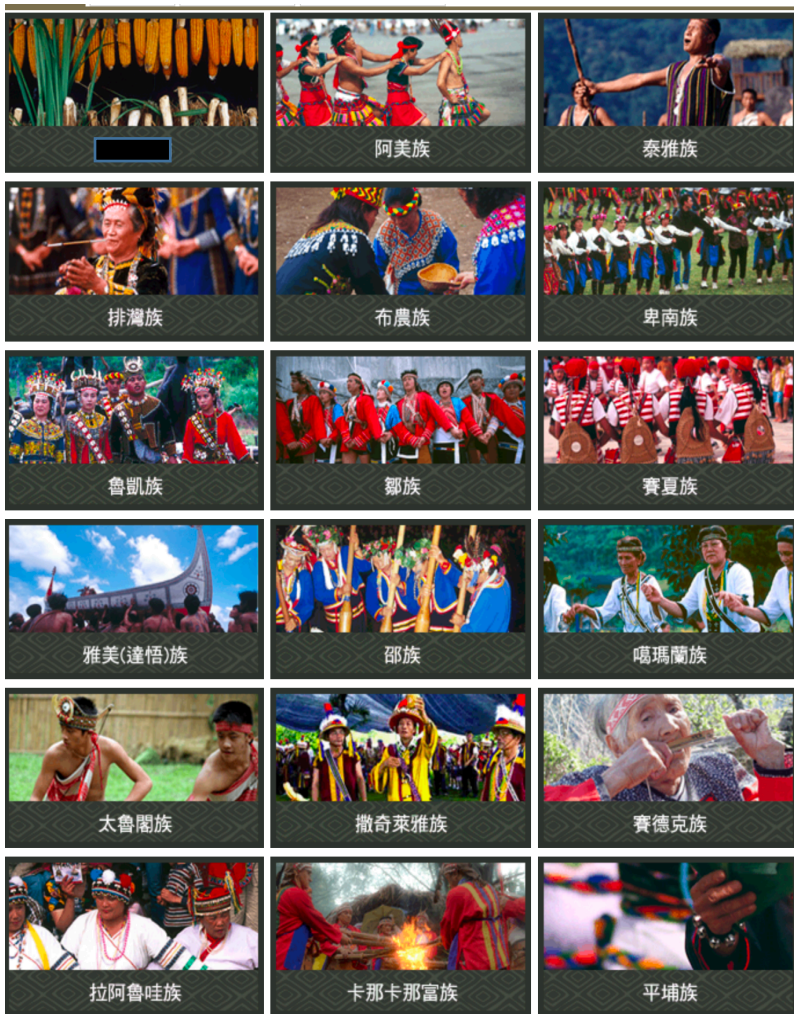 阿美族
泰雅族
排灣族
布農族
卑南族
魯凱族
鄒族
賽夏族
雅美(達悟)族
邵族
噶瑪蘭族
太魯閣族
撒奇萊雅族
賽德克族
拉阿魯哇族
卡那卡那富族
平埔族